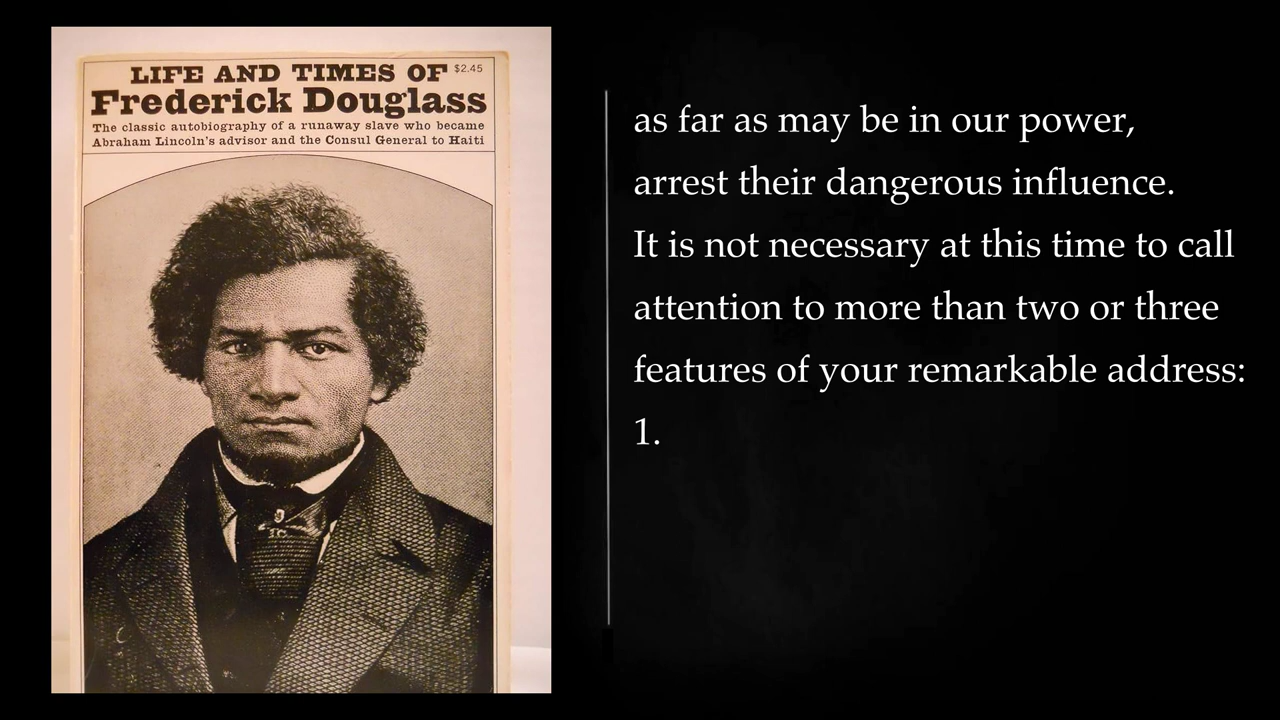 LIFE AND TIMES OF $2.45
Frederick Douglass
The classic autobiography of a runaway slave who became
Abraham Lincoln's advisor and the Consul General to Haiti
as far as may be in our power,
arrest their dangerous influence.
It is not necessary at this time to call
attention to more than two or three
features of your remarkable address:
1.